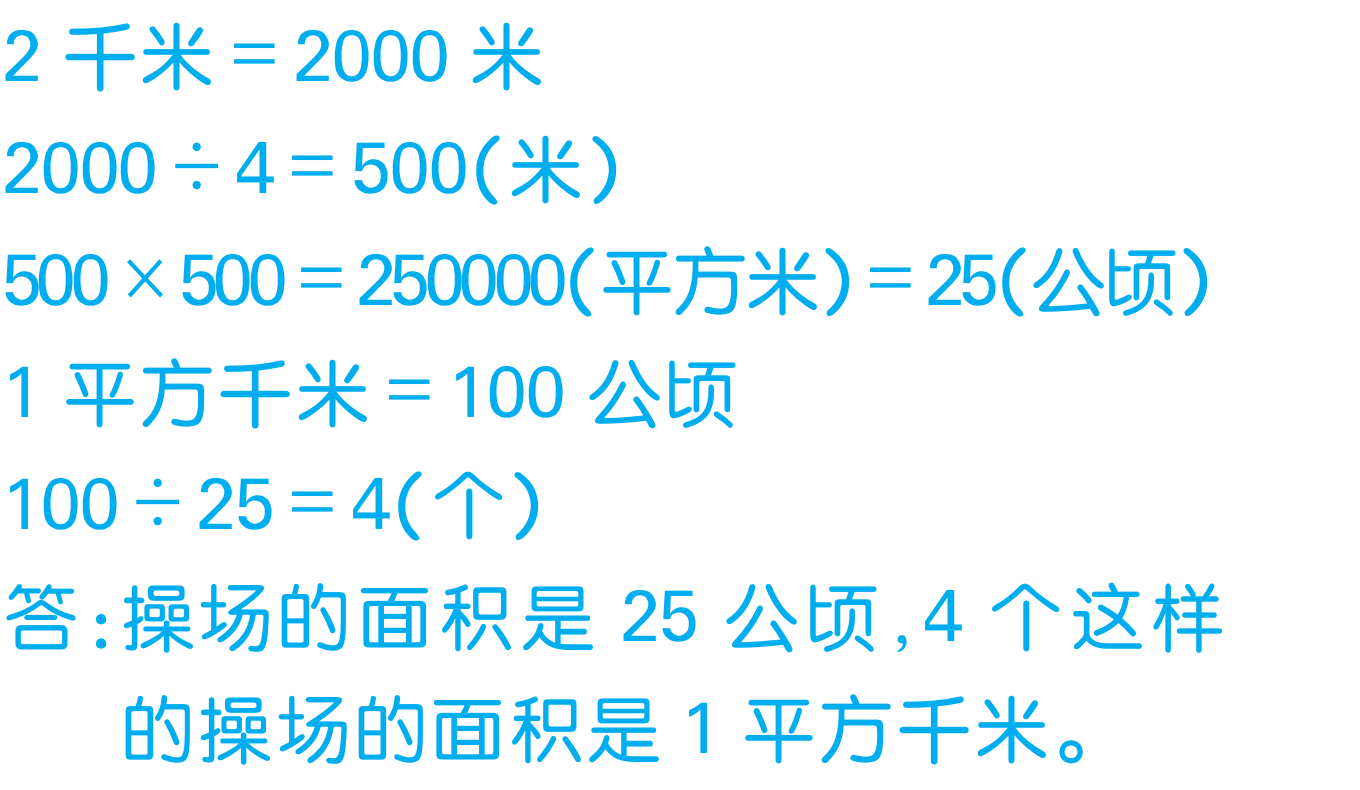 2 千米＝2000 米
2000÷4＝500(米)
500×500＝250000(平方米)＝25(公顷)
1 平方千米＝100 公顷
100÷25＝4(个)
答:操场的面积是 25 公顷,4 个这样
的操场的面积是 1 平方千米。